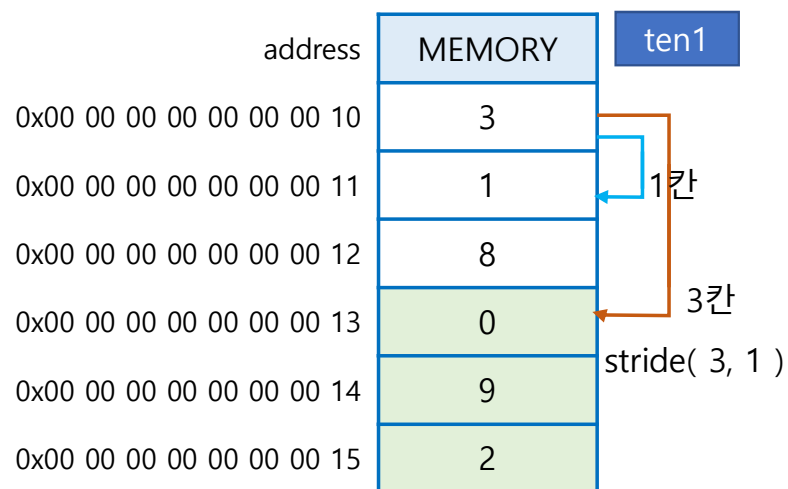 address MEMORY ten1
0x00 00 00 00 00 00 00 10 3
0x00 00 00 00 00 00 00 11 1 1칸
0x00 00 00 00 00 00 00 12 8
0x00 00 00 00 00 00 00 13 0 3칸
stride( 3, 1 )
0x00 00 00 00 00 00 00 14 9
0x00 00 00 00 00 00 00 15 2